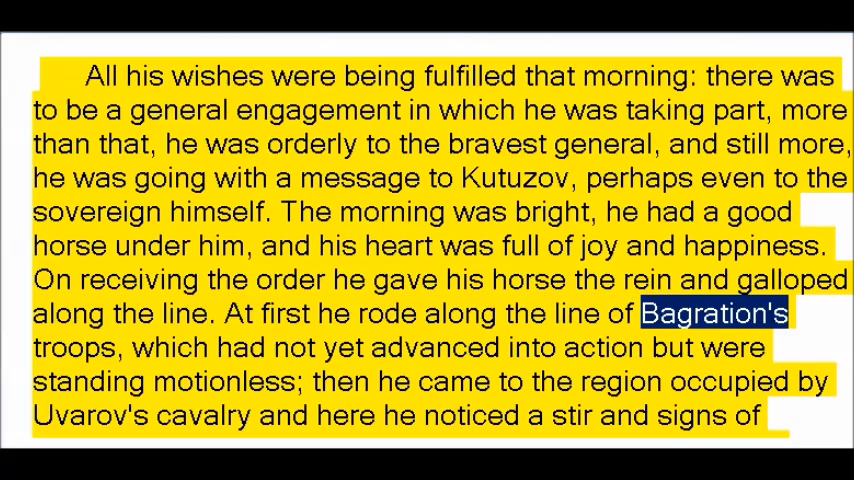 All his wishes were being fulfilled that morning: there was
to be a general engagement in which he was taking part, more
than that, he was orderly to the bravest general, and still more,
he was going with a message to Kutuzov, perhaps even to the
sovereign himself. The morning was bright, he had a good
horse under him, and his heart was full of joy and happiness.
On receiving the order he gave his horse the rein and galloped
along the line. At first he rode along the line of Bagration's
troops, which had not yet advanced into action but were
standing motionless; then he came to the region occupied by
Uvarov's cavalry and here he noticed a stir and signs of